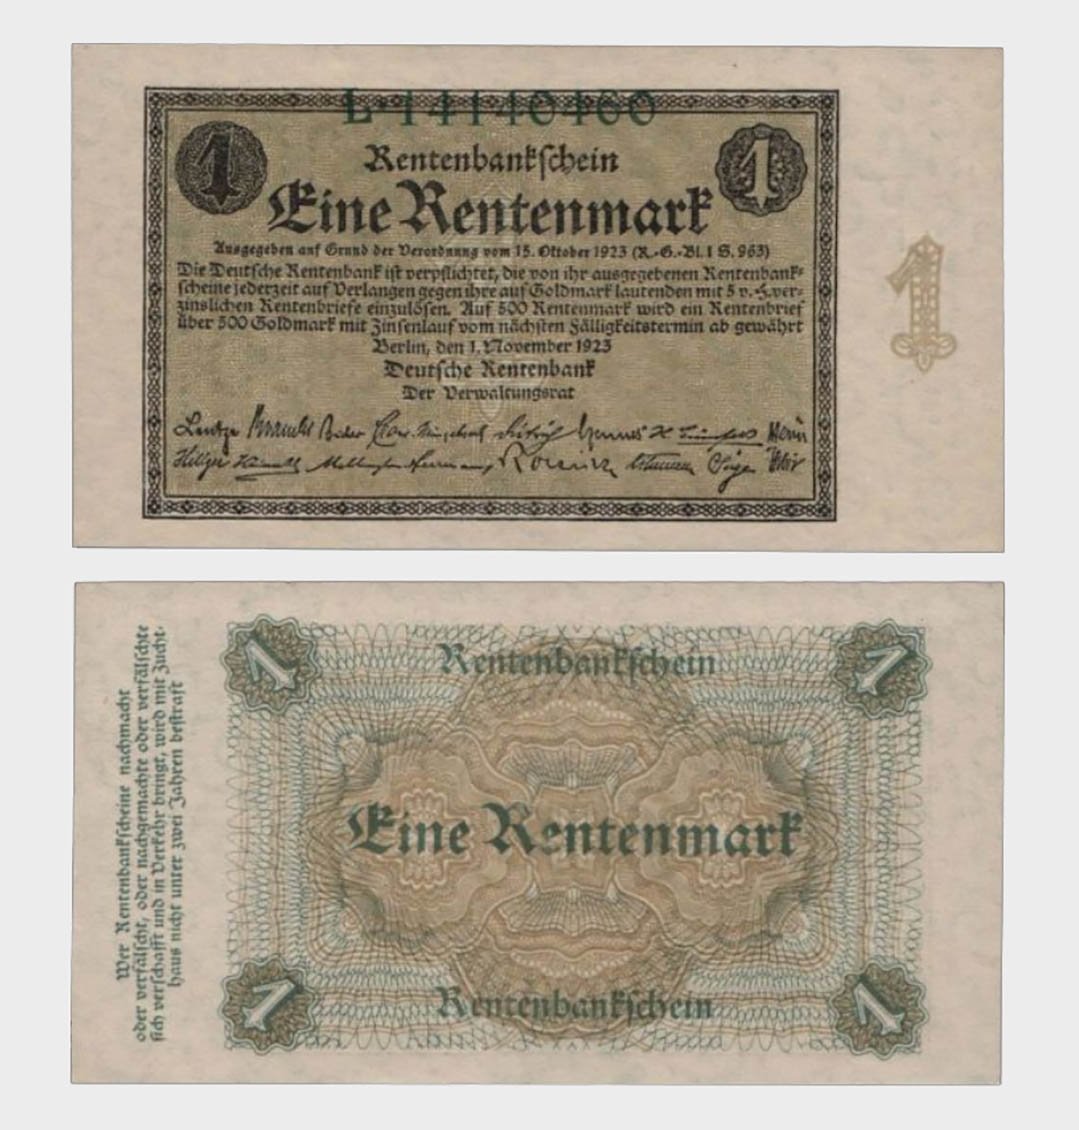 L·14140460
1 1
Rentenbankschein
Eine Rentenmark
Ausgegeben auf Grund der Verordnung vom 15. Oktober 1923 (R.-G.-Bl. I S. 963)
Die Deutsche Rentenbank ist verpflichtet, die von ihr ausgegebenen Rentenbank-
scheine jederzeit auf Verlangen gegen ihre auf Goldmark lautenden mit 5 v. H. ver-
zinslichen Rentenbriefe einzulösen. Auf 500 Rentenmark wird ein Rentenbrief
über 500 Goldmark mit Zinsenlauf vom nächsten Fälligkeitstermin ab gewährt
Berlin, den 1. November 1923
Deutsche Rentenbank
Der Verwaltungsrat
1
Wer Rentenbankscheine nachmacht
oder verfälscht, oder nachgemachte oder verfälschte
sich verschafft und in Verkehr bringt, wird mit Zucht-
haus nicht unter zwei Jahren bestraft
1 1
Rentenbankschein
Eine Rentenmark
Rentenbankschein
1 1